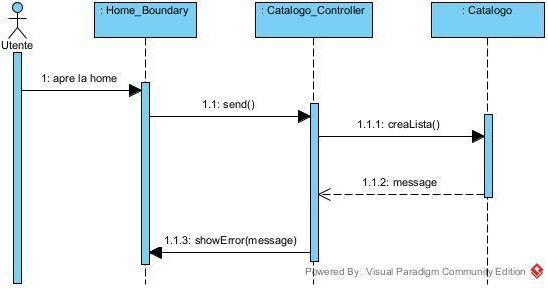 : Home_Boundary
: Catalogo_Controller
: Catalogo
Utente
1: apre la home
1.1: send()
1.1.1: creaLista()
1.1.2: message
1.1.3: showError(message)
Powered By Visual Paradigm Community Edition